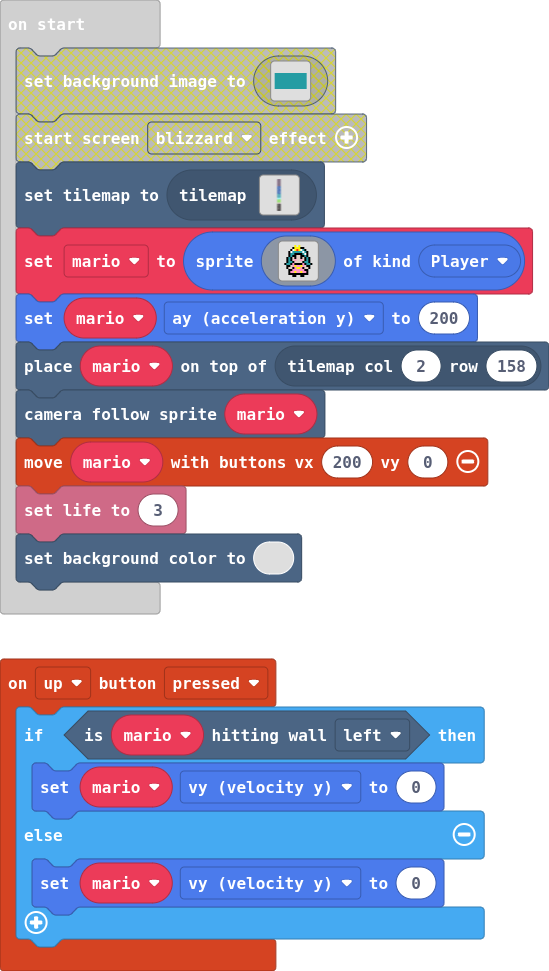 on start
set background image to
start screen blizzard effect
set tilemap to tilemap
set mario to sprite of kind Player
set mario ay (acceleration y) to 200
place mario on top of tilemap col 2 row 158
camera follow sprite mario
move mario with buttons vx 200 vy 0
set life to 3
set background color to
on up button pressed
if is mario hitting wall left then
set mario vy (velocity y) to 0
else
set mario vy (velocity y) to 0